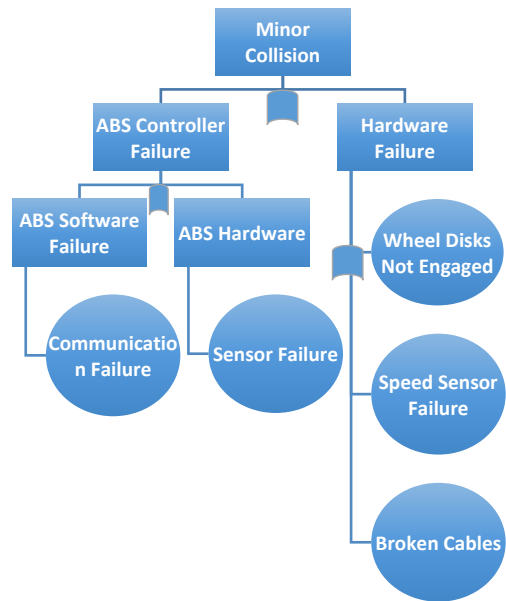 Minor
Collision
ABS Controller
Failure
Hardware
Failure
ABS Software
Failure
ABS Hardware
Wheel Disks
Not Engaged
Communicatio
n Failure
Sensor Failure
Speed Sensor
Failure
Broken Cables